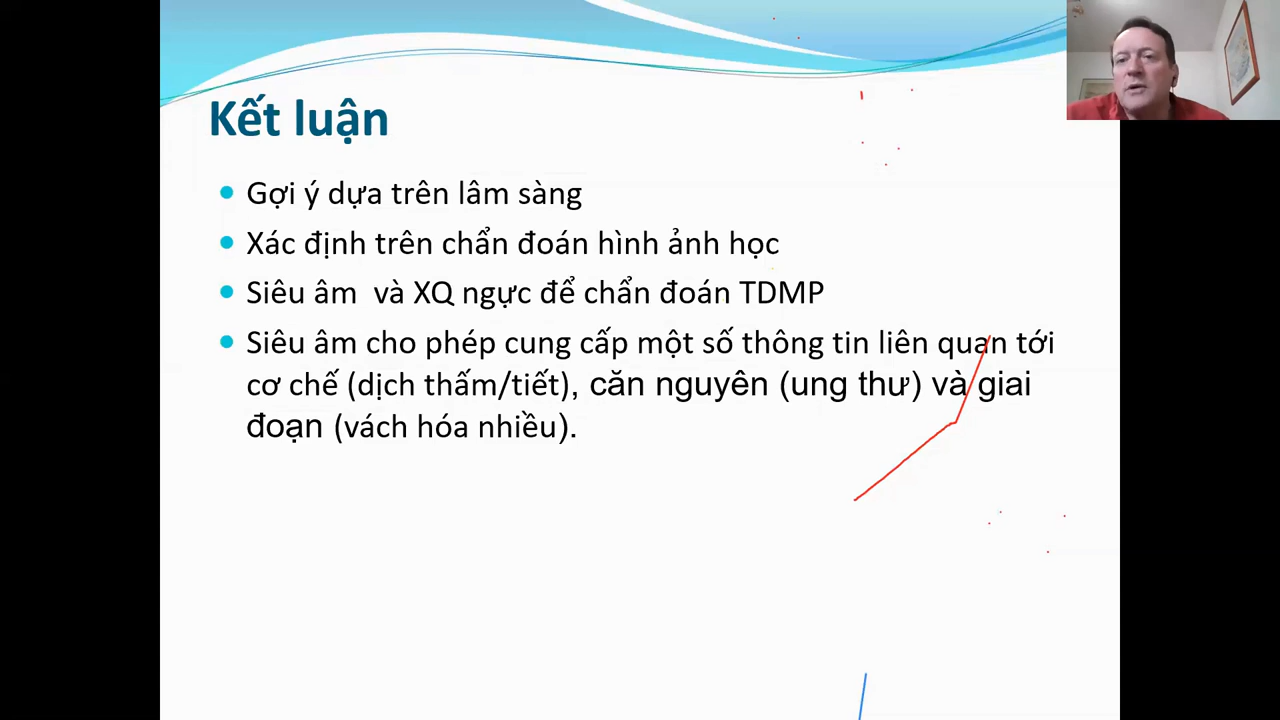 Kết luận
Gợi ý dựa trên lâm sàng
Xác định trên chẩn đoán hình ảnh học
Siêu âm và XQ ngực để chẩn đoán TDMP
Siêu âm cho phép cung cấp một số thông tin liên quan tới
cơ chế (dịch thấm/tiết), căn nguyên (ung thư) và giai
đoạn (vách hóa nhiều).